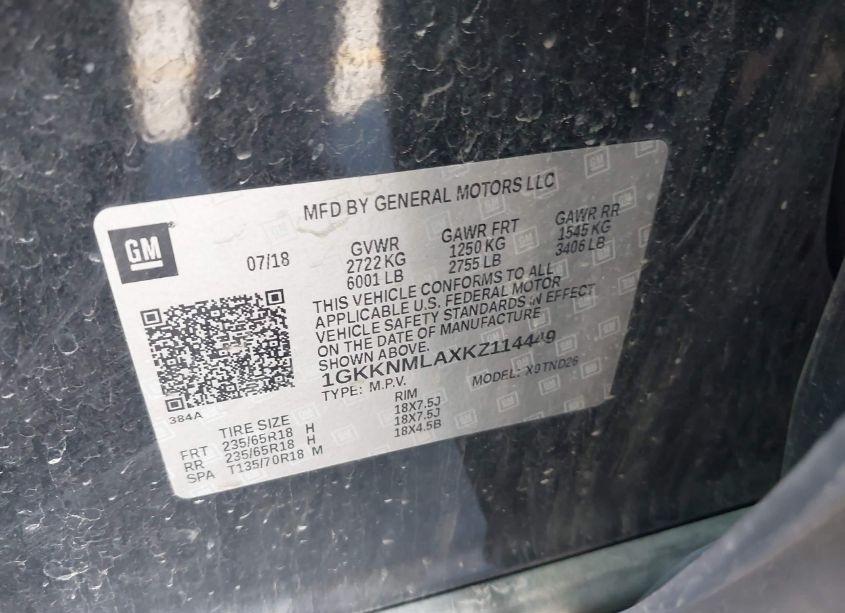 GM
MFD BY GENERAL MOTORS LLC
07/18
GVWR
2722 KG
6001 LB
GAWR FRT
1250 KG
2755 LB
GAWR RR
1545 KG
3406 LB
THIS VEHICLE CONFORMS TO ALL
APPLICABLE U.S. FEDERAL MOTOR
VEHICLE SAFETY STANDARDS IN EFFECT
ON THE DATE OF MANUFACTURE
SHOWN ABOVE.
1GKKNMLAXKZ114449
TYPE: M.P.V. MODEL: X0TND26
384A
TIRE SIZE RIM
FRT 235/65R18 H 18X7.5J
RR 235/65R18 H 18X7.5J
SPA T135/70R18 M 18X4.5B